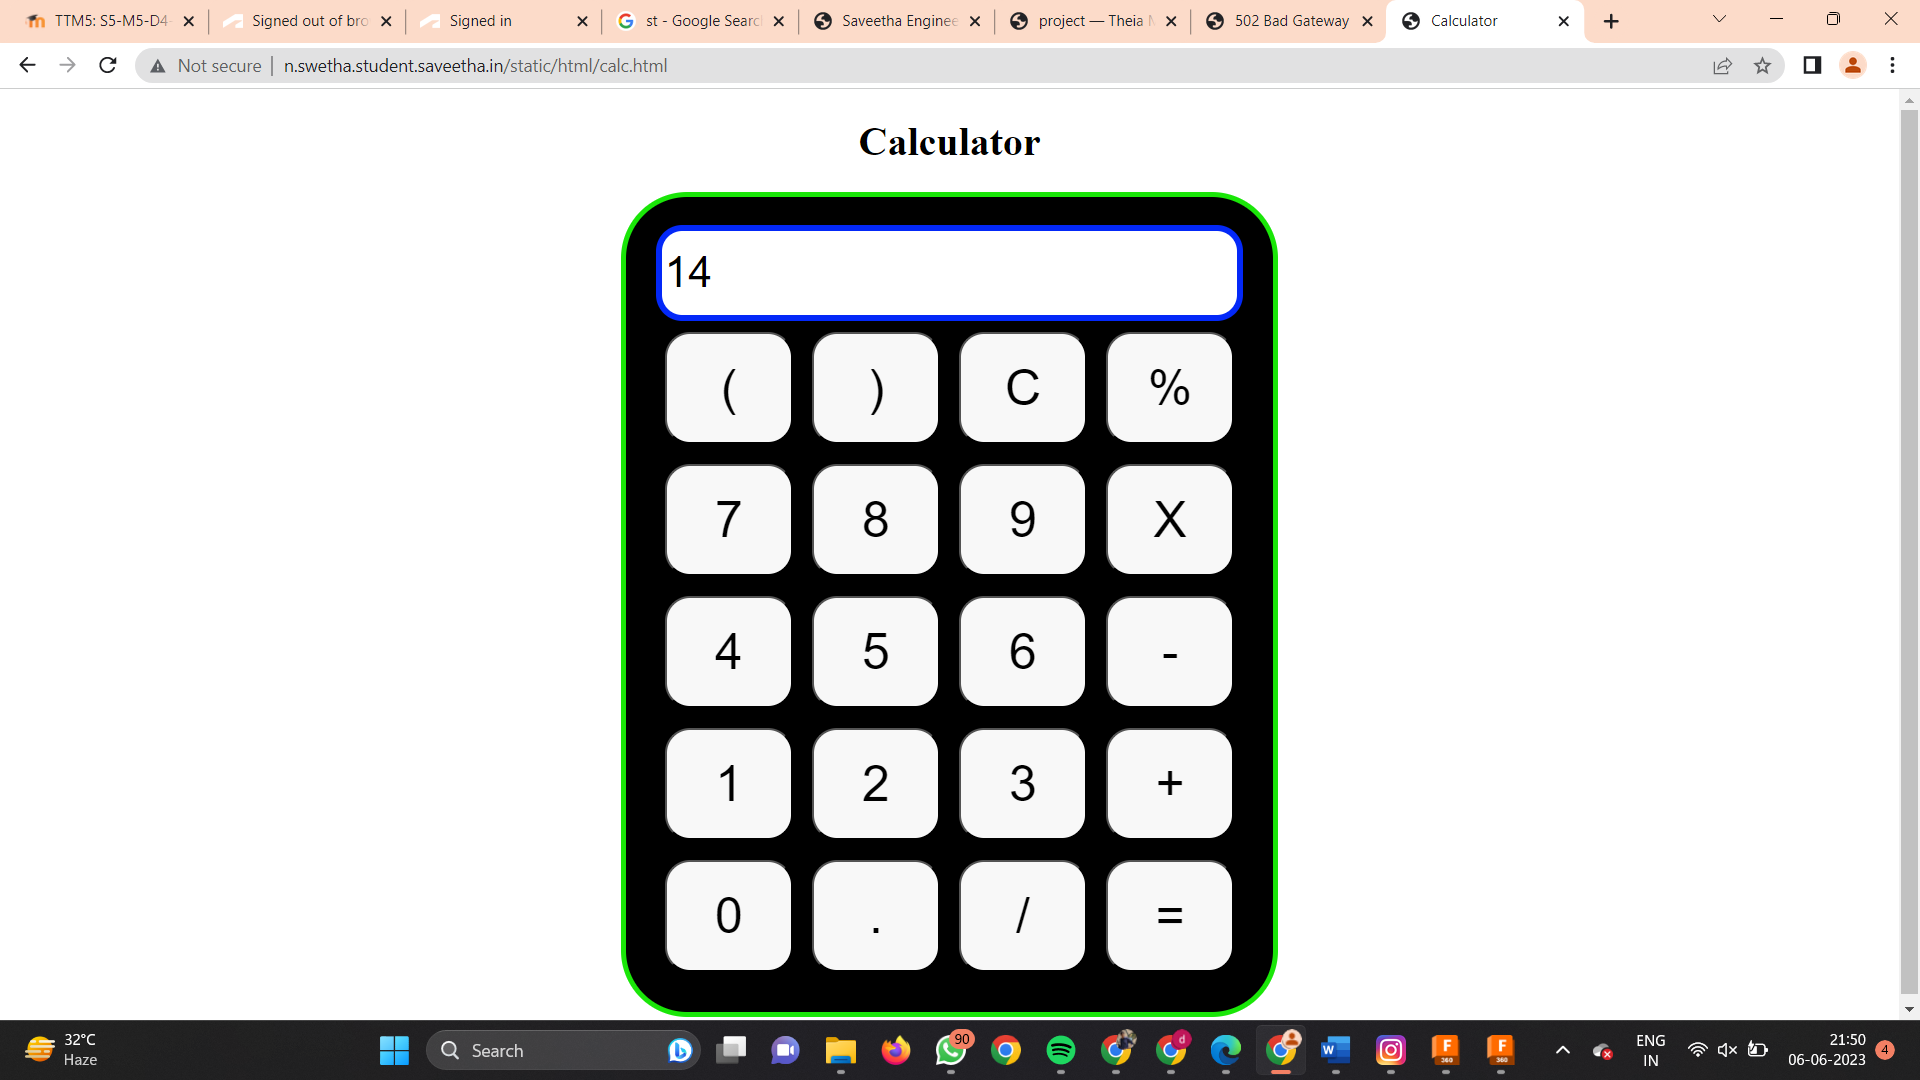 TTM5: S5-M5-D4-
Signed out of bro
Signed in
st - Google Searc
Saveetha Enginee
project — Theia
502 Bad Gateway
Calculator
Not secure
n.swetha.student.saveetha.in/static/html/calc.html
Calculator
14
( ) C %
7 8 9 X
4 5 6 -
1 2 3 +
0 . / =
32°C
Haze
Search
90
d
W
F
360
F
360
ENG
IN
21:50
06-06-2023
4